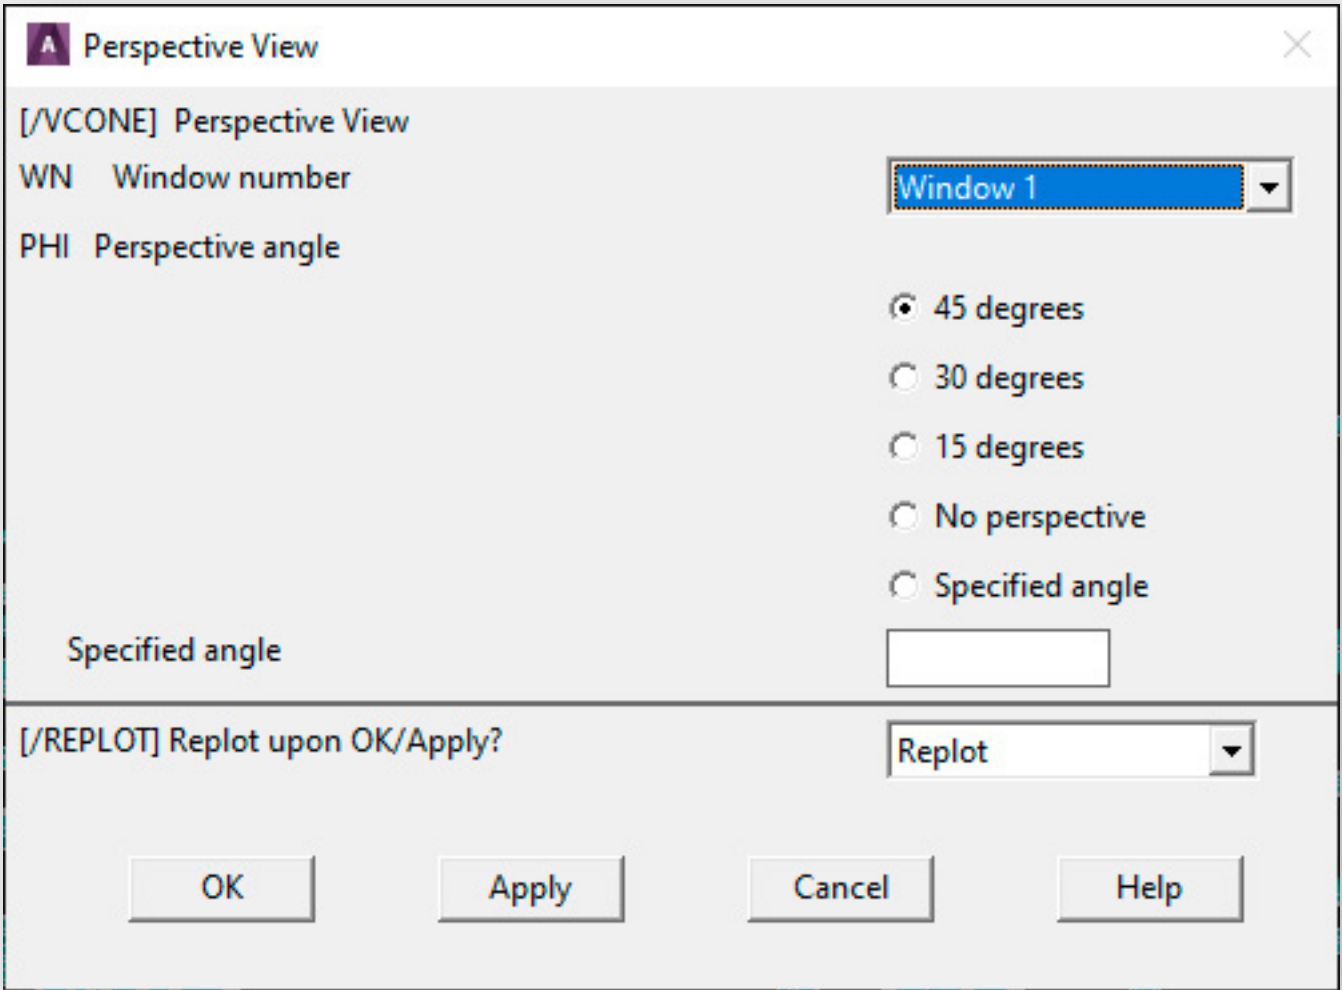 A Perspective View
[/VCONE] Perspective View
WN Window number Window 1
PHI Perspective angle
45 degrees
30 degrees
15 degrees
No perspective
Specified angle
Specified angle
[/REPLOT] Replot upon OK/Apply? Replot
OK Apply Cancel Help